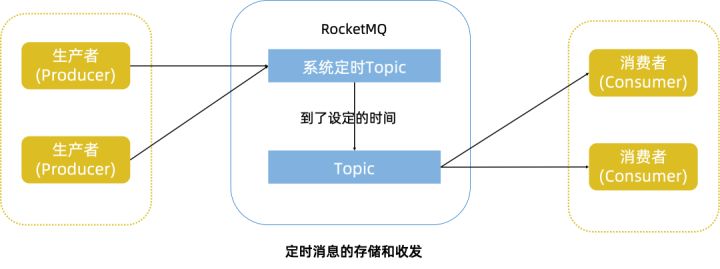 RocketMQ
生产者
(Producer)
系统定时Topic
消费者
(Consumer)
到了设定的时间
生产者
(Producer)
Topic
消费者
(Consumer)
定时消息的存储和收发